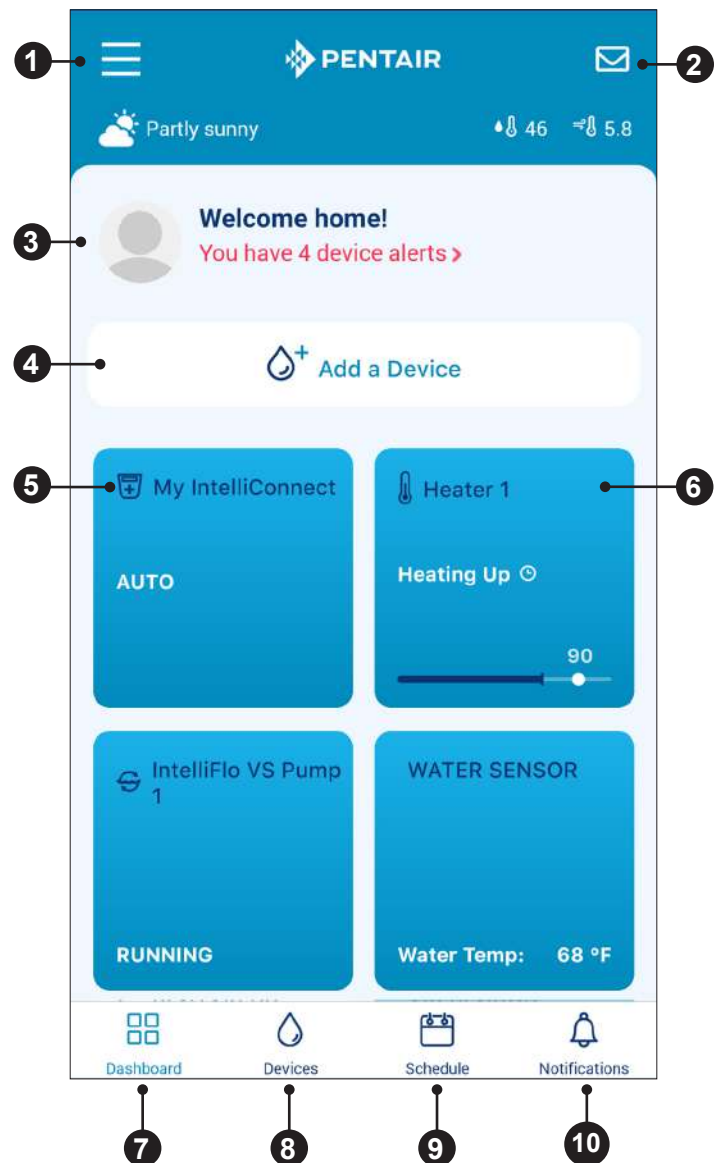 1
PENTAIR
2
Partly sunny
46 5.8
3
Welcome home!
You have 4 device alerts >
4
Add a Device
5
My IntelliConnect
AUTO
6
Heater 1
Heating Up
90
IntelliFlo VS Pump
1
RUNNING
WATER SENSOR
Water Temp: 68 °F
Dashboard
Devices
Schedule
Notifications
7
8
9
10